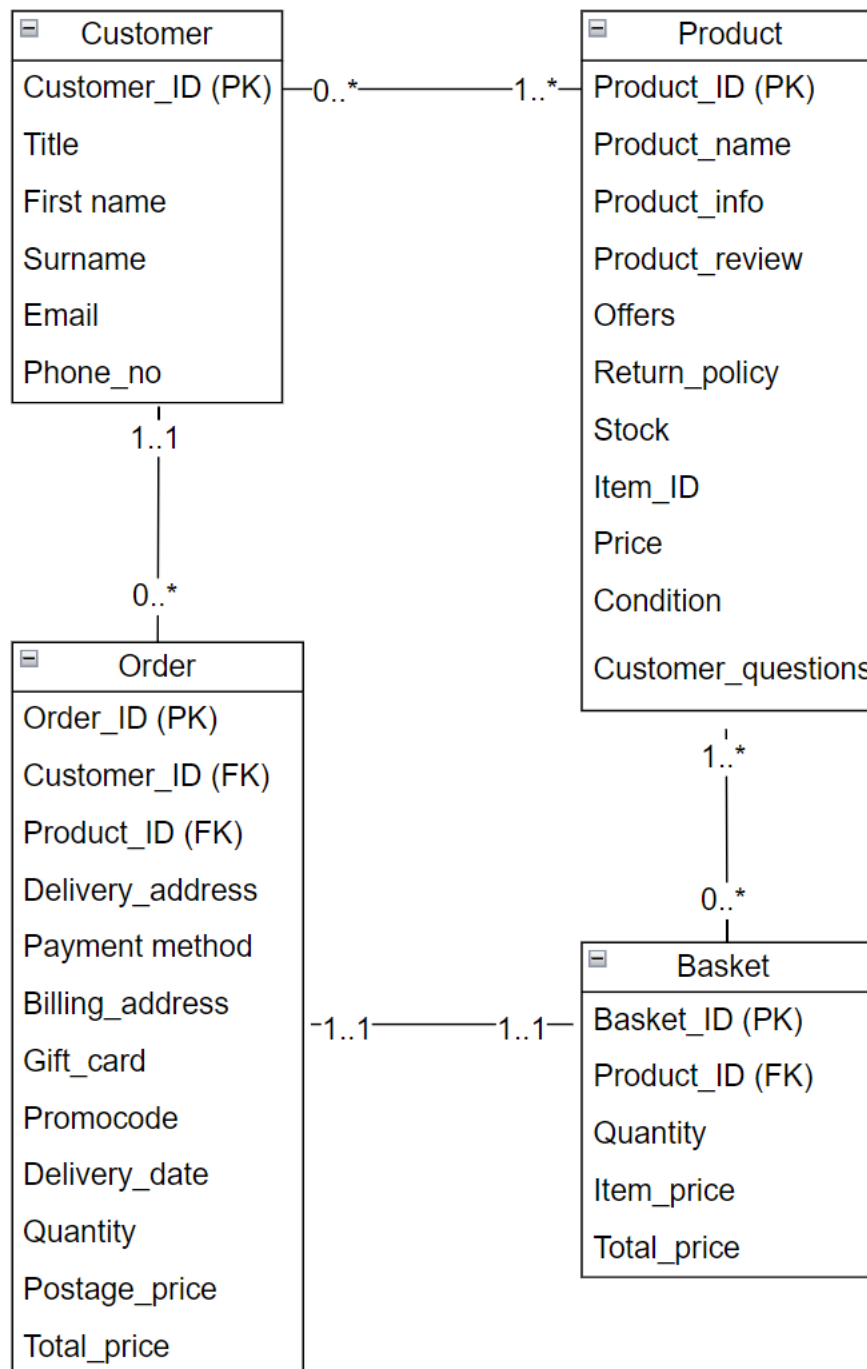 Customer
Customer_ID (PK)
Title
First name
Surname
Email
Phone_no
0..*
1..*
Product
Product_ID (PK)
Product_name
Product_info
Product_review
Offers
Return_policy
Stock
Item_ID
Price
Condition
Customer_questions
1..1
0..*
Order
Order_ID (PK)
Customer_ID (FK)
Product_ID (FK)
Delivery_address
Payment method
Billing_address
Gift_card
Promocode
Delivery_date
Quantity
Postage_price
Total_price
1..1
1..1
1..*
0..*
Basket
Basket_ID (PK)
Product_ID (FK)
Quantity
Item_price
Total_price